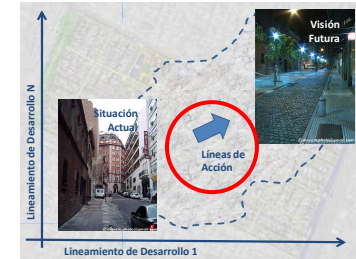 Visión
Futura
Situación
Actual
Líneas de
Acción
Lineamiento de Desarrollo N
Lineamiento de Desarrollo 1